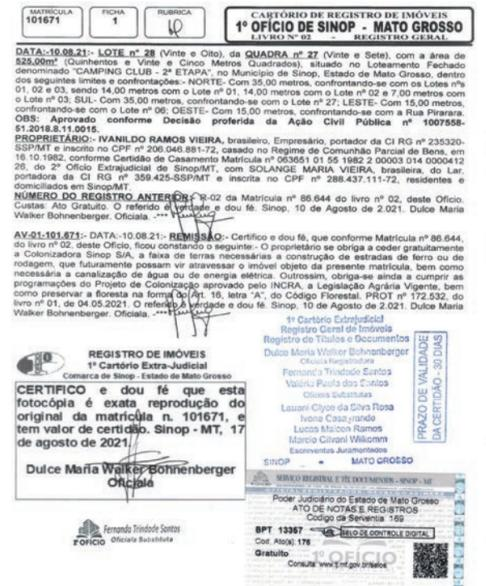 MATRÍCULA
101671
FICHA
1
RUBRICA
CARTÓRIO DE REGISTRO DE IMÓVEIS
1º OFÍCIO DE SINOP - MATO GROSSO
LIVRO Nº 02 - REGISTRO GERAL
DATA:-10.08.21:- LOTE nº 28 (Vinte e Oito), da QUADRA nº 27 (Vinte e Sete), com a área de
525,00m² (Quinhentos e Vinte e Cinco Metros Quadrados), situado no Loteamento Fechado
denominado "CAMPING CLUB - 2ª ETAPA", no Município de Sinop, Estado de Mato Grosso, dentro
dos seguintes limites e confrontações:- NORTE- Com 35,00 metros, confrontando-se com os Lotes nºs
01, 02 e 03, sendo 14,00 metros com o Lote nº 01, 14,00 metros com o Lote nº 02 e 7,00 metros com
o Lote nº 03; SUL- Com 35,00 metros, confrontando-se com o Lote nº 27; LESTE- Com 15,00 metros,
confrontando-se com o Lote nº 06; OESTE- Com 15,00 metros, confrontando-se com a Rua Pirarara.
OBS: Aprovado conforme Decisão proferida da Ação Civil Pública nº 1007558-
51.2018.8.11.0015.
PROPRIETÁRIO:- IVANILDO RAMOS VIEIRA, brasileiro, Empresário, portador da CI RG nº 235320-
SSP/MT e inscrito no CPF nº 206.046.881-72, casado no Regime de Comunhão Parcial de Bens, em
16.10.1982, conforme Certidão de Casamento Matrícula nº 063651 01 55 1982 2 00003 014 0000412
26, do 2º Ofício Extrajudicial de Sinop/MT, com SOLANGE MARIA VIEIRA, brasileira, do Lar,
portadora da CI RG nº 359.425-SSP/MT e inscrita no CPF nº 288.437.111-72, residentes e
domiciliados em Sinop/MT.
NÚMERO DO REGISTRO ANTERIOR:- R-02 da Matrícula nº 86.644 do livro nº 02, deste Ofício.
Custas: Ato Gratuito. O referido é verdade e dou fé. Sinop, 10 de Agosto de 2.021. Dulce Maria
Walker Bohnenberger. Oficiala.
AV-01-101.671:- DATA:-10.08.21:- REMISSÃO:- Certifico e dou fé, que conforme Matrícula nº 86.644,
do livro nº 02, deste Ofício, ficou constando o seguinte:- O proprietário se obriga a ceder gratuitamente
a Colonizadora Sinop S/A, a faixa de terras necessárias a construção de estradas de ferro ou de
rodagem, que futuramente possam vir atravessar o imóvel objeto da presente matrícula, bem como
necessária a canalização de água ou de energia elétrica. Outrossim, obriga-se ainda a cumprir as
programações do Projeto de Colonização aprovado pelo INCRA, a Legislação Agrária Vigente, bem
como preservar a floresta na forma do Art. 16, letra "A", do Código Florestal. PROT nº 172.532, do
livro nº 01, de 04.05.2021. O referido é verdade e dou fé. Sinop, 10 de Agosto de 2.021. Dulce Maria
Walker Bohnenberger. Oficiala.
1º Cartório Extrajudicial
Registro Geral de Imóveis
Registro de Títulos e Documentos
Dulce Maria Walker Bohnenberger
Oficiala Registradora
Fernanda Trindade Santos
Valéria Paula dos Santos
Oficiais Substitutas
Lauani Clyce da Silva Rosa
Ivone Casagrande
Lucas Maicon Ramos
Marcio Gilvani Wilkomm
Escreventes Juramentados
SINOP - MATO GROSSO
PRAZO DE VALIDADE
DA CERTIDÃO - 30 DIAS
REGISTRO DE IMÓVEIS
1º Cartório Extra-Judicial
Comarca de Sinop - Estado de Mato Grosso
CERTIFICO e dou fé que esta
fotocópia é exata reprodução do
original da matrícula n. 101671, e
tem valor de certidão. Sinop - MT, 17
de agosto de 2021.
Dulce Maria Walker Bohnenberger
Oficiala
1º OFÍCIO
Fernanda Trindade Santos
Oficiala Substituta
SERVIÇO REGISTRAL E TÍT. DOCUMENTOS - SINOP - MT
Poder Judiciário do Estado de Mato Grosso
ATO DE NOTAS E REGISTROS
Codigo da Serventia: 169
BPT 13367
SELO DE CONTROLE DIGITAL
Cod. Ato(s): 176
Gratuito
1º OFÍCIO